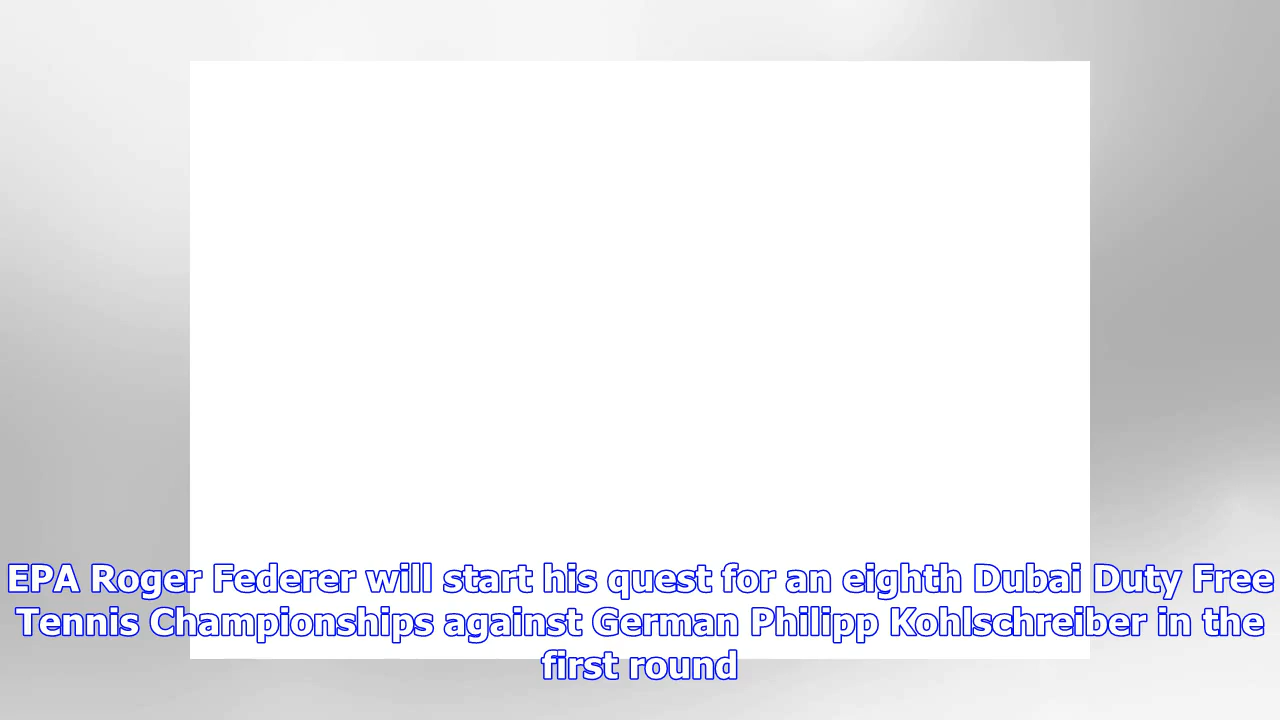 EPA Roger Federer will start his quest for an eighth Dubai Duty Free
Tennis Championships against German Philipp Kohlschreiber in the
first round